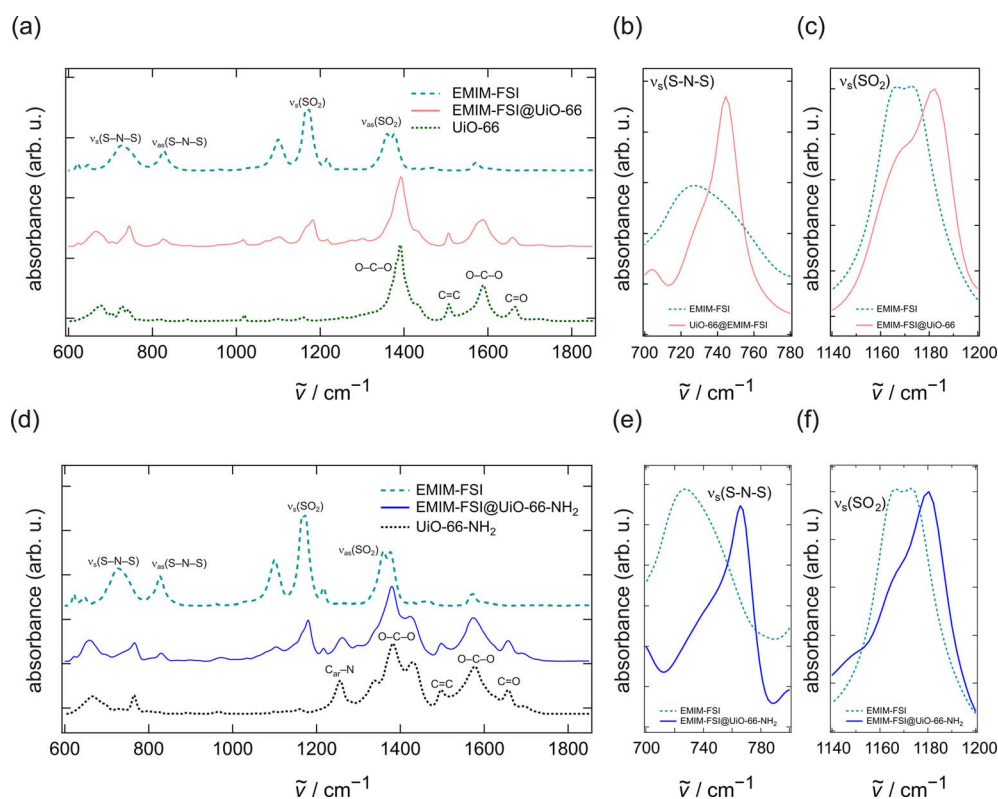 (a)
absorbance (arb. u.)
νs(S–N–S)
νas(S–N–S)
νs(SO2)
νas(SO2)
EMIM-FSI
EMIM-FSI@UiO-66
UiO-66
O–C–O
C=C
O–C–O
C=O
600 800 1000 1200 1400 1600 1800
ṽ / cm−1
(b)
absorbance (arb. u.)
νs(S-N-S)
EMIM-FSI
UiO-66@EMIM-FSI
700 720 740 760 780
ṽ / cm−1
(c)
νs(SO2)
EMIM-FSI
EMIM-FSI@UiO-66
1140 1160 1180 1200
ṽ / cm−1
(d)
absorbance (arb. u.)
νs(S–N–S)
νas(S–N–S)
νs(SO2)
νas(SO2)
EMIM-FSI
EMIM-FSI@UiO-66-NH2
UiO-66-NH2
Car–N
O–C–O
C=C
O–C–O
C=O
600 800 1000 1200 1400 1600 1800
ṽ / cm−1
(e)
absorbance (arb. u.)
νs(S-N-S)
EMIM-FSI
EMIM-FSI@UiO-66-NH2
700 740 780
ṽ / cm−1
(f)
νs(SO2)
EMIM-FSI
EMIM-FSI@UiO-66-NH2
1140 1160 1180 1200
ṽ / cm−1